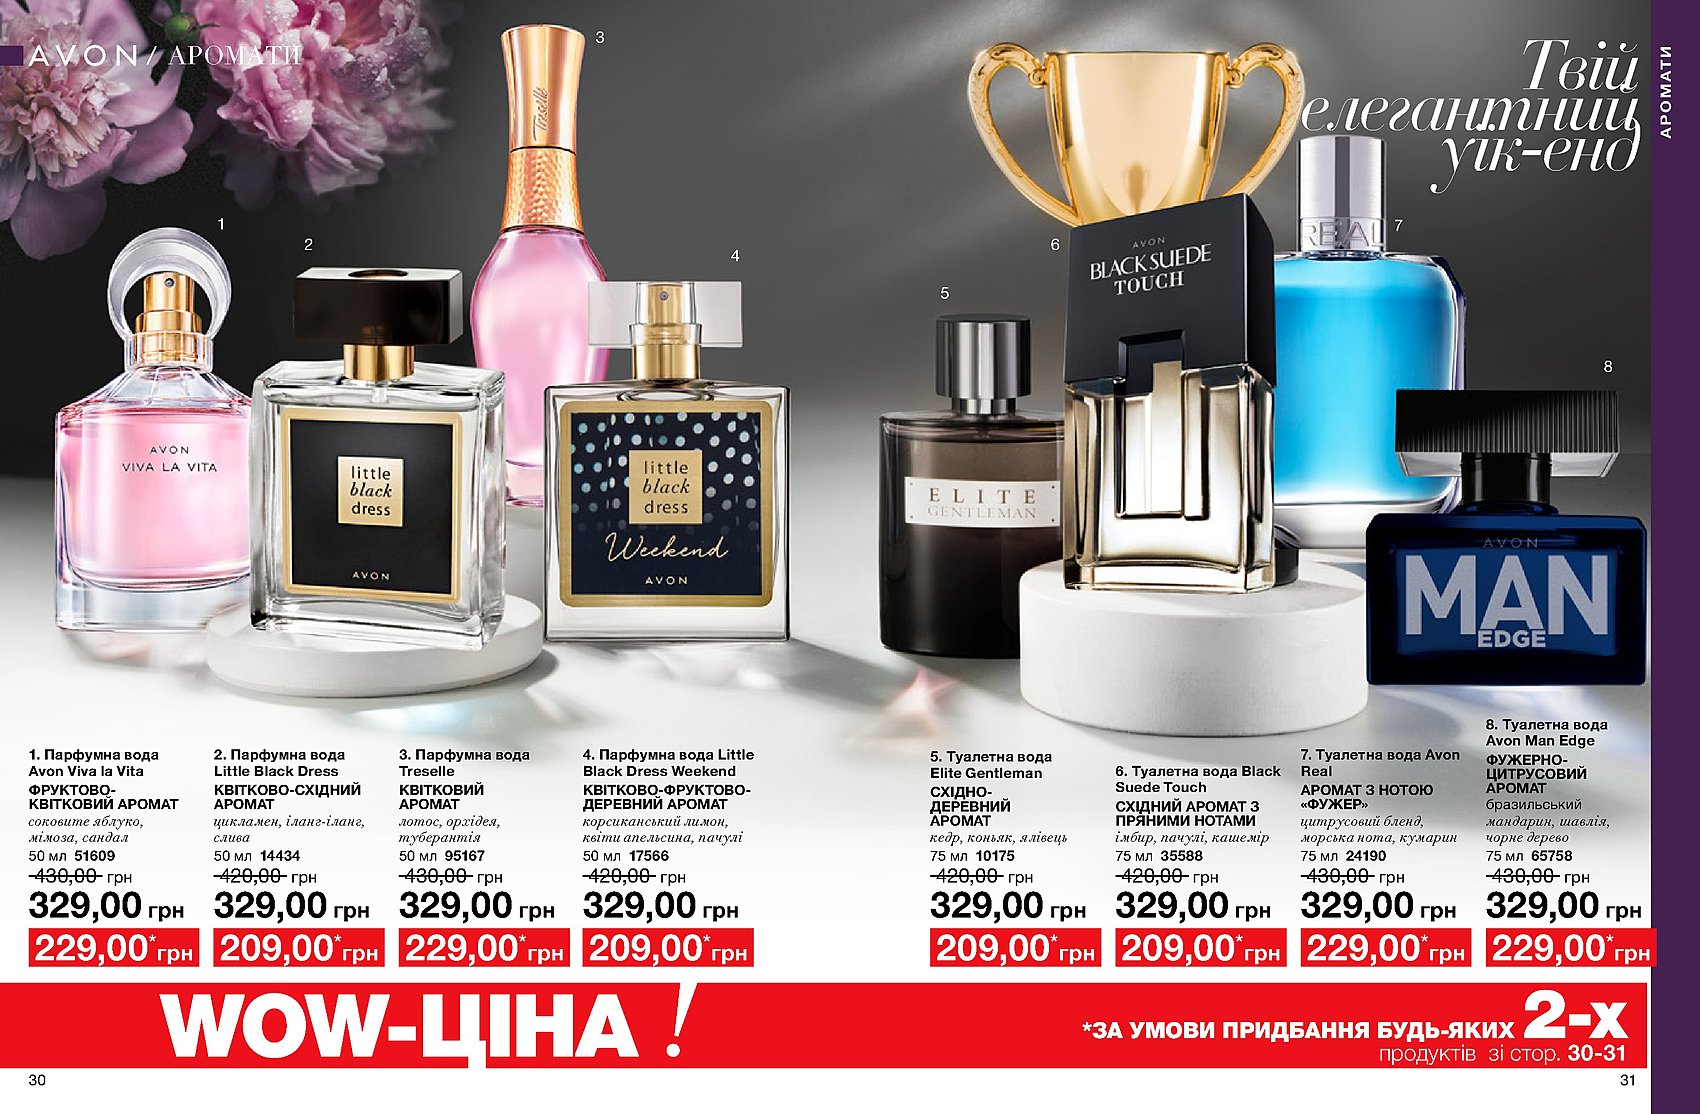 AVON / АРОМАТИ
Твій
елегантний
уїк-енд
АРОМАТИ
1
2
3
4
5
6
7
8
Treselle
AVON
VIVA LA VITA
little
black
dress
AVON
little
black
dress
Weekend
AVON
ELITE
GENTLEMAN
AVON
BLACK SUEDE
TOUCH
REAL
AVON
MAN
EDGE
1. Парфумна вода
Avon Viva la Vita
ФРУКТОВО-
КВІТКОВИЙ АРОМАТ
соковите яблуко,
мімоза, сандал
50 мл 51609
430,00 грн
329,00 грн
229,00* грн
2. Парфумна вода
Little Black Dress
КВІТКОВО-СХІДНИЙ
АРОМАТ
цикламен, іланг-іланг,
слива
50 мл 14434
420,00 грн
329,00 грн
209,00* грн
3. Парфумна вода
Treselle
КВІТКОВИЙ
АРОМАТ
лотос, орхідея,
туберантія
50 мл 95167
430,00 грн
329,00 грн
229,00* грн
4. Парфумна вода Little
Black Dress Weekend
КВІТКОВО-ФРУКТОВО-
ДЕРЕВНИЙ АРОМАТ
корсиканський лимон,
квіти апельсина, пачулі
50 мл 17566
420,00 грн
329,00 грн
209,00* грн
5. Туалетна вода
Elite Gentleman
СХІДНО-
ДЕРЕВНИЙ
АРОМАТ
кедр, коньяк, ялівець
75 мл 10175
420,00 грн
329,00 грн
209,00* грн
6. Туалетна вода Black
Suede Touch
СХІДНИЙ АРОМАТ З
ПРЯНИМИ НОТАМИ
імбир, пачулі, кашемір
75 мл 35588
420,00 грн
329,00 грн
209,00* грн
7. Туалетна вода Avon
Real
АРОМАТ З НОТОЮ
«ФУЖЕР»
цитрусовий бленд,
морська нота, кумарин
75 мл 24190
430,00 грн
329,00 грн
229,00* грн
8. Туалетна вода
Avon Man Edge
ФУЖЕРНО-
ЦИТРУСОВИЙ
АРОМАТ
бразильський
мандарин, шавлія,
чорне дерево
75 мл 65758
430,00 грн
329,00 грн
229,00* грн
WOW-ЦІНА!
*ЗА УМОВИ ПРИДБАННЯ БУДЬ-ЯКИХ 2-х
продуктів зі стор. 30-31
30
31